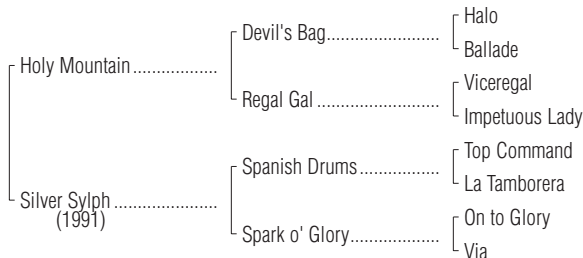 Halo
Devil's Bag
Ballade
Holy Mountain
Viceregal
Regal Gal
Impetuous Lady
Top Command
Spanish Drums
La Tamborera
Silver Sylph
(1991)
On to Glory
Spark o' Glory
Via